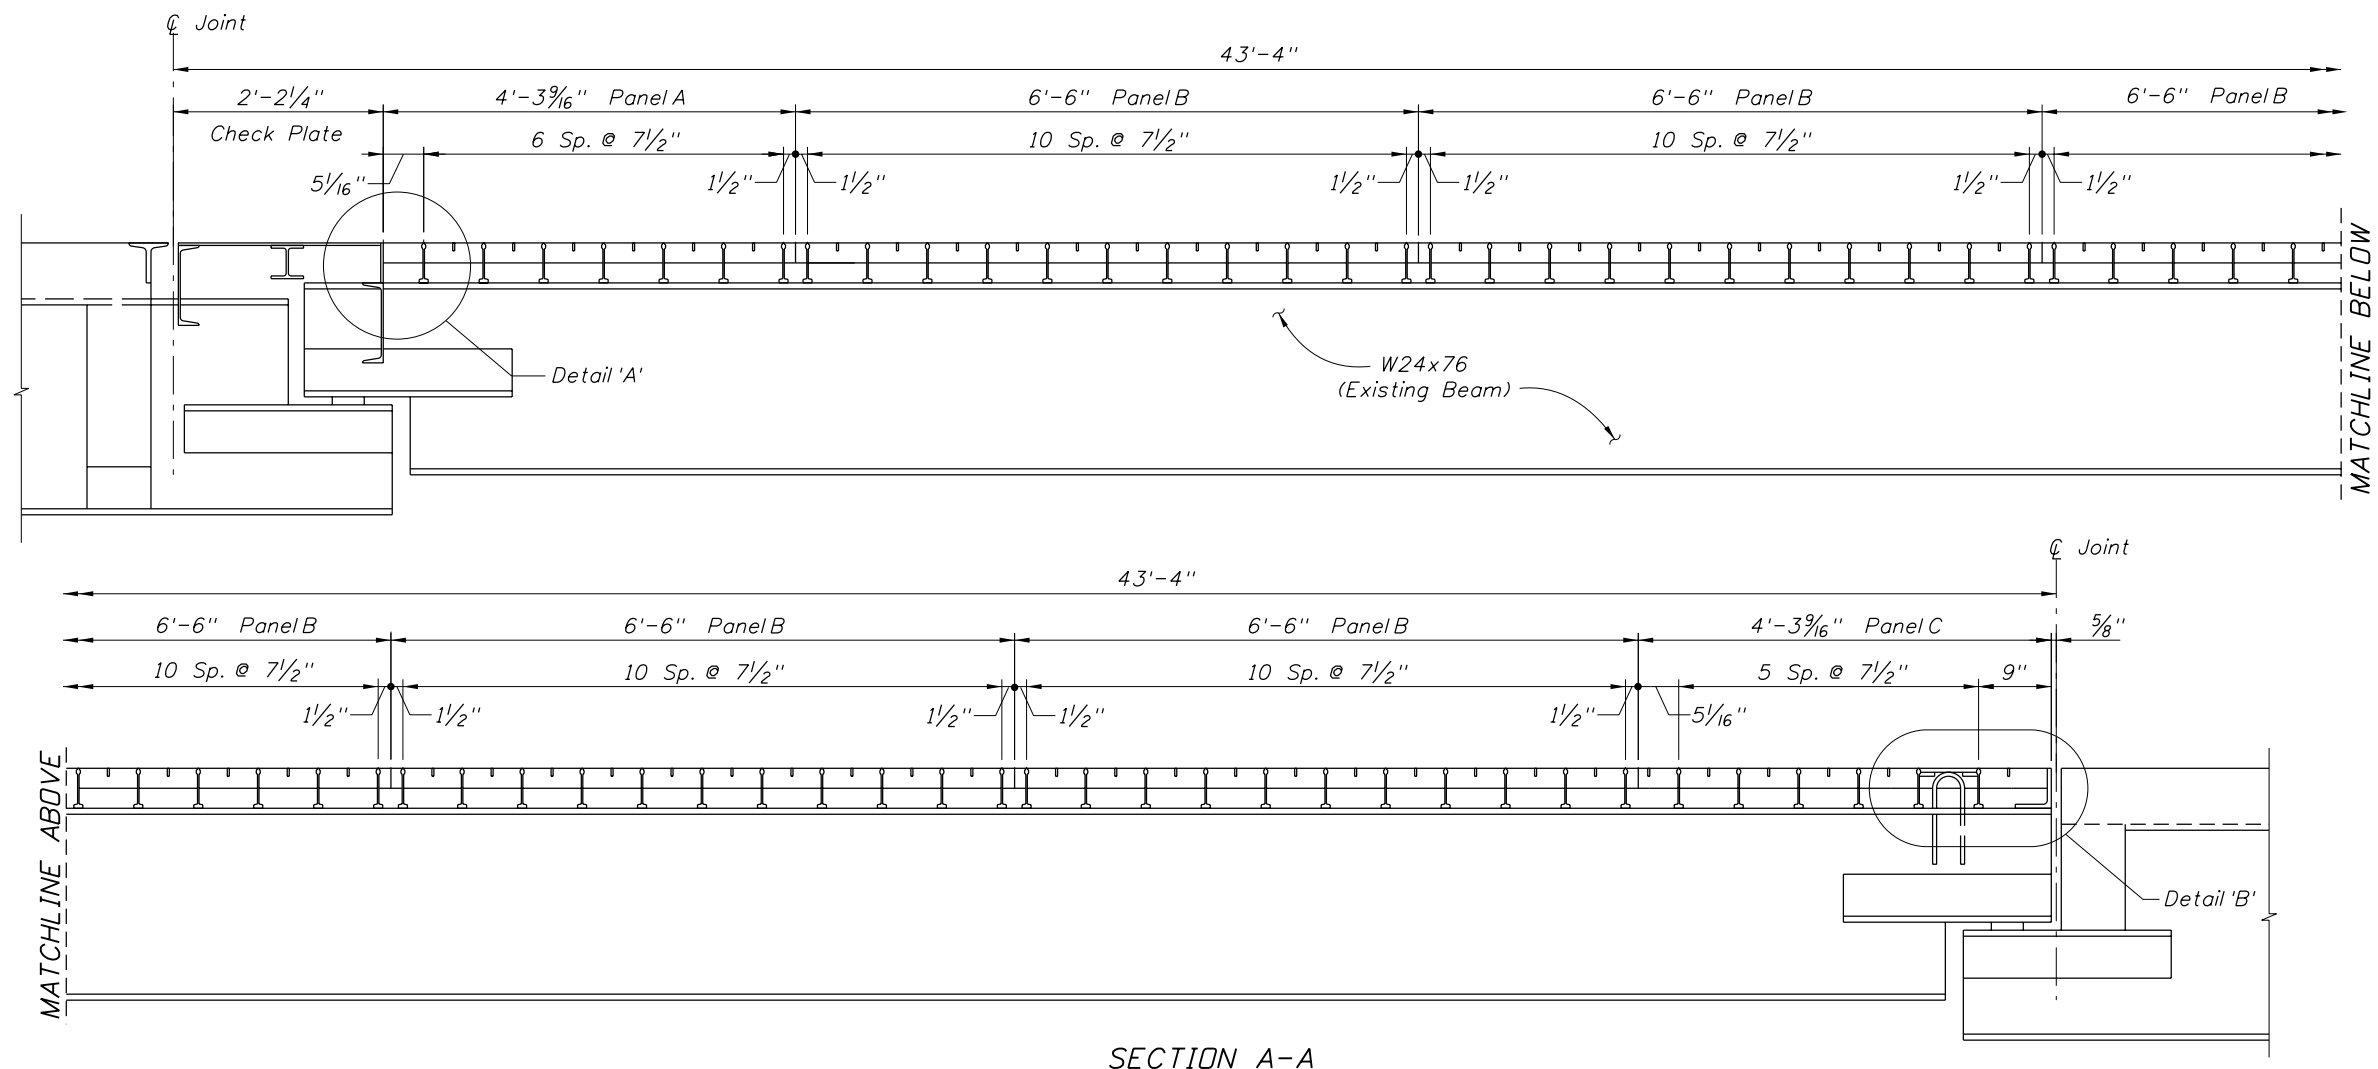 ℄ Joint
43'-4"
2'-2¼" 4'-3⁹⁄₁₆" Panel A 6'-6" Panel B 6'-6" Panel B 6'-6" Panel B
Check Plate 6 Sp. @ 7½" 10 Sp. @ 7½" 10 Sp. @ 7½"
5¹⁄₁₆" 1½" 1½" 1½" 1½" 1½" 1½"
Detail 'A'
W24x76
(Existing Beam)
MATCHLINE BELOW
℄ Joint
43'-4"
6'-6" Panel B 6'-6" Panel B 6'-6" Panel B 4'-3⁹⁄₁₆" Panel C ⅝"
10 Sp. @ 7½" 10 Sp. @ 7½" 10 Sp. @ 7½" 5 Sp. @ 7½" 9"
1½" 1½" 1½" 1½" 1½" 5¹⁄₁₆"
MATCHLINE ABOVE
Detail 'B'
SECTION A-A